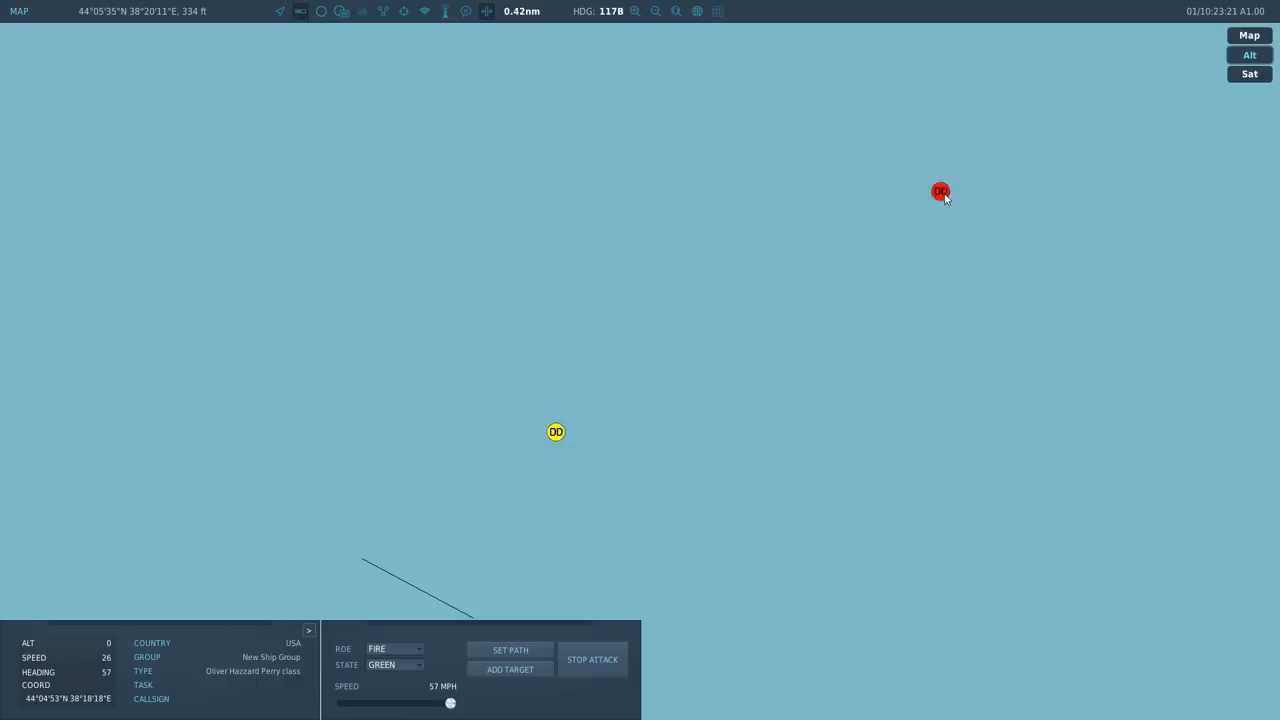 MAP 44°05'35"N 38°20'11"E, 334 ft 0.42nm HDG: 117B 01/10:23:21 A1.00
Map
Alt
Sat
DD
DD
>
ALT 0 COUNTRY USA
SPEED 26 GROUP New Ship Group
HEADING 57 TYPE Oliver Hazzard Perry class
COORD TASK
44°04'53"N 38°18'18"E CALLSIGN
ROE FIRE SET PATH
STATE GREEN ADD TARGET
STOP ATTACK
SPEED 57 MPH